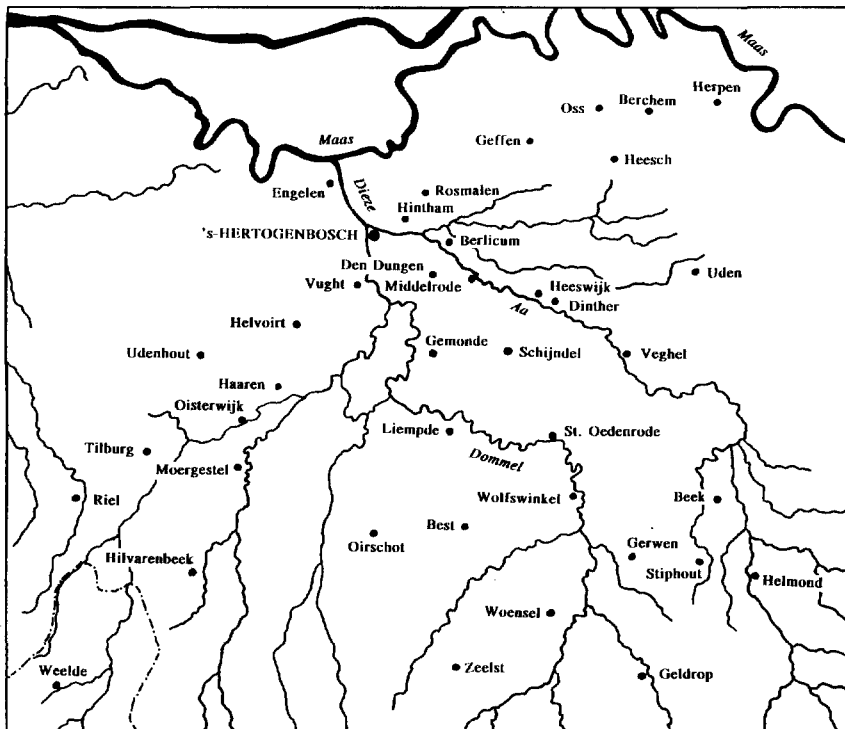 Maas
Herpen
Oss
Berchem
Maas
Geffen
Heesch
Engelen
Dieze
Rosmalen
Hintham
's-HERTOGENBOSCH
Berlicum
Den Dungen
Uden
Vught
Middelrode
Heeswijk
Dinther
Aa
Helvoirt
Udenhout
Gemonde
Schijndel
Veghel
Haaren
Oisterwijk
Liempde
St. Oedenrode
Tilburg
Dommel
Moergestel
Riel
Wolfswinkel
Beek
Best
Oirschot
Gerwen
Hilvarenbeek
Stiphout
Helmond
Woensel
Weelde
Zeelst
Geldrop